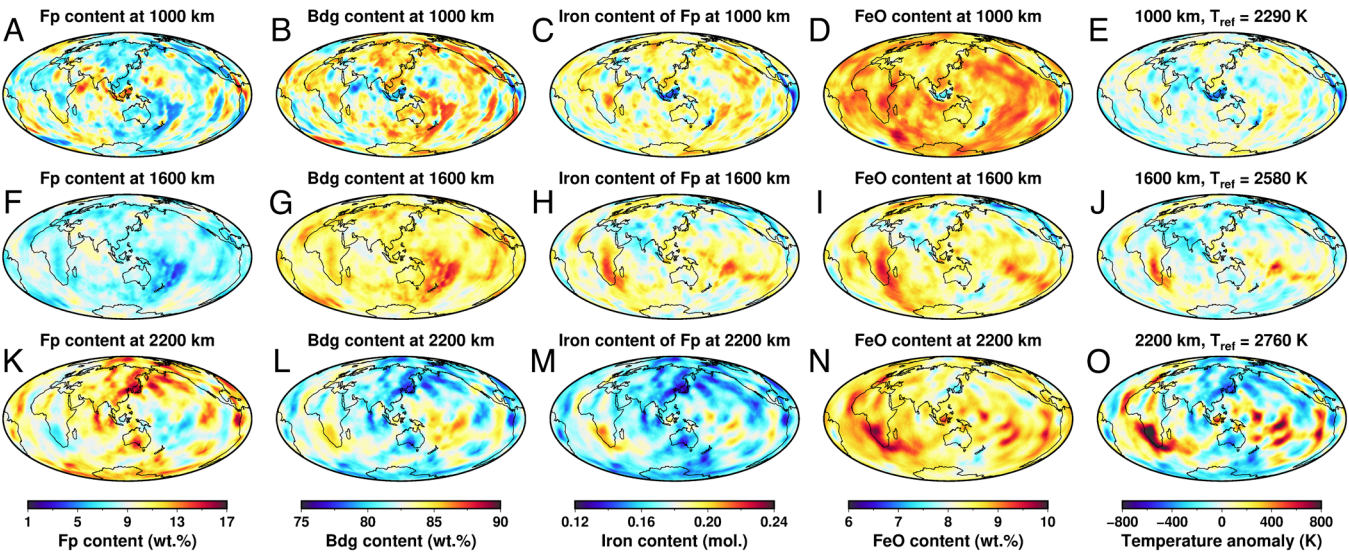 A Fp content at 1000 km
B Bdg content at 1000 km
C Iron content of Fp at 1000 km
D FeO content at 1000 km
E 1000 km, T_ref = 2290 K
F Fp content at 1600 km
G Bdg content at 1600 km
H Iron content of Fp at 1600 km
I FeO content at 1600 km
J 1600 km, T_ref = 2580 K
K Fp content at 2200 km
L Bdg content at 2200 km
M Iron content of Fp at 2200 km
N FeO content at 2200 km
O 2200 km, T_ref = 2760 K
1 5 9 13 17
Fp content (wt.%)
75 80 85 90
Bdg content (wt.%)
0.12 0.16 0.20 0.24
Iron content (mol.)
6 7 8 9 10
FeO content (wt.%)
−800 −400 0 400 800
Temperature anomaly (K)